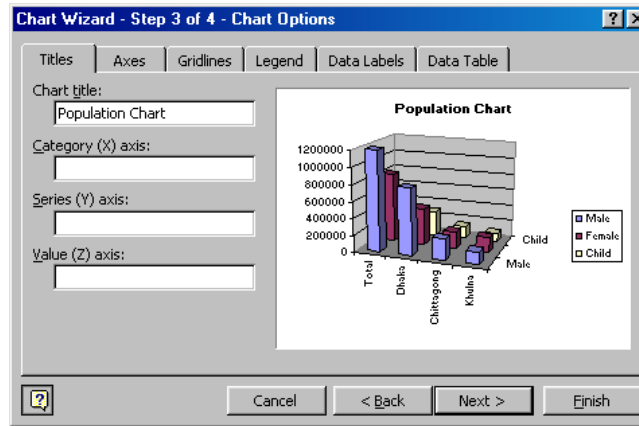 Chart Wizard - Step 3 of 4 - Chart Options
Titles Axes Gridlines Legend Data Labels Data Table
Chart title:
Population Chart
Category (X) axis:
Series (Y) axis:
Value (Z) axis:
Population Chart
1200000
1000000
800000
600000
400000
200000
0
Total Dhaka Chittagong Khulna
Child
Male
Male
Female
Child
Cancel < Back Next > Finish